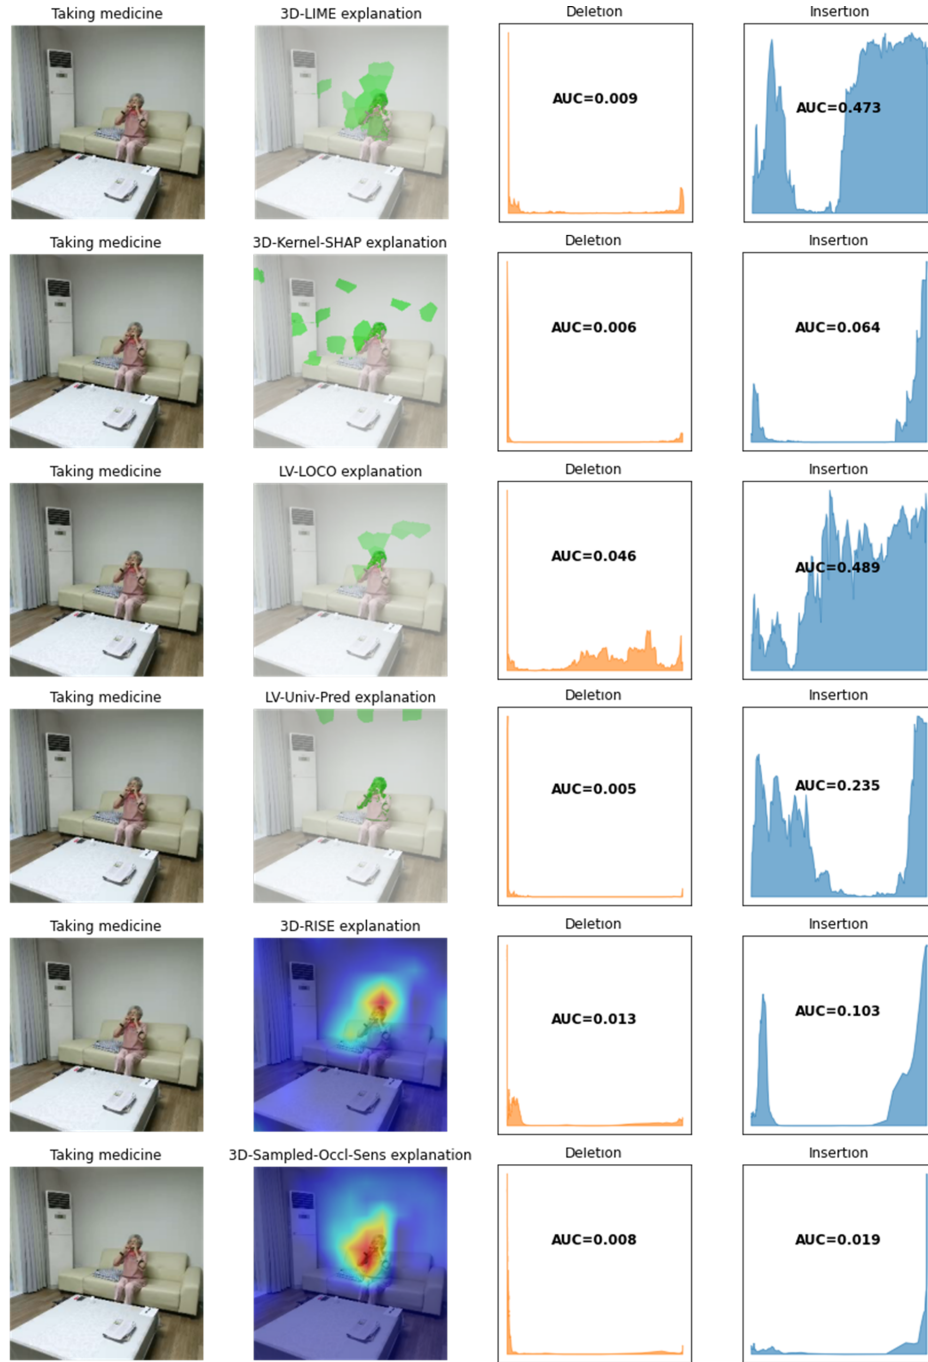 Taking medicine
3D-LIME explanation
Deletion
Insertion
AUC=0.009
AUC=0.473
Taking medicine
3D-Kernel-SHAP explanation
Deletion
Insertion
AUC=0.006
AUC=0.064
Taking medicine
LV-LOCO explanation
Deletion
Insertion
AUC=0.046
AUC=0.489
Taking medicine
LV-Univ-Pred explanation
Deletion
Insertion
AUC=0.005
AUC=0.235
Taking medicine
3D-RISE explanation
Deletion
Insertion
AUC=0.013
AUC=0.103
Taking medicine
3D-Sampled-Occl-Sens explanation
Deletion
Insertion
AUC=0.008
AUC=0.019